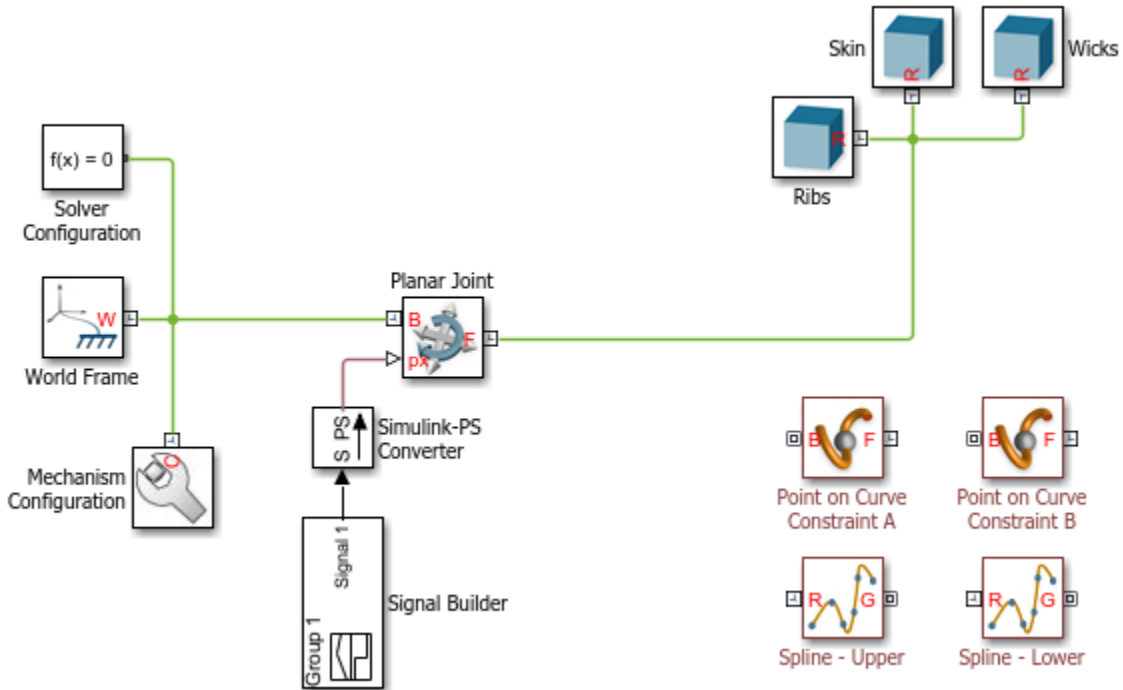 Skin
R
Wicks
R
R
Ribs
f(x) = 0
Solver
Configuration
W
World Frame
Planar Joint
B
F
px
S PS
Simulink-PS
Converter
C
Mechanism
Configuration
Signal 1
Group 1
Signal Builder
B F
Point on Curve
Constraint A
B F
Point on Curve
Constraint B
R G
Spline - Upper
R G
Spline - Lower